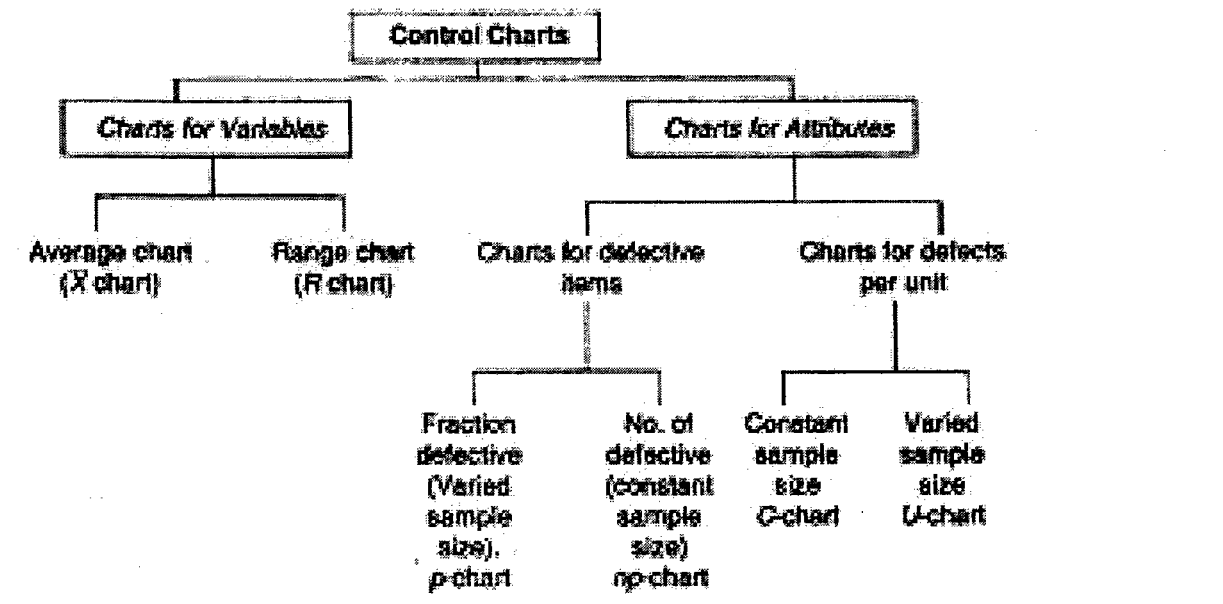 Control Charts
Charts for Variables
Charts for Attributes
Average chart
(X̅ chart)
Range chart
(R chart)
Charts for defective
items
Charts for defects
per unit
Fraction
defective
(Varied
sample
size).
p-chart
No. of
defective
(constant
sample
size)
np-chart
Constant
sample
size
C-chart
Varied
sample
size
U-chart